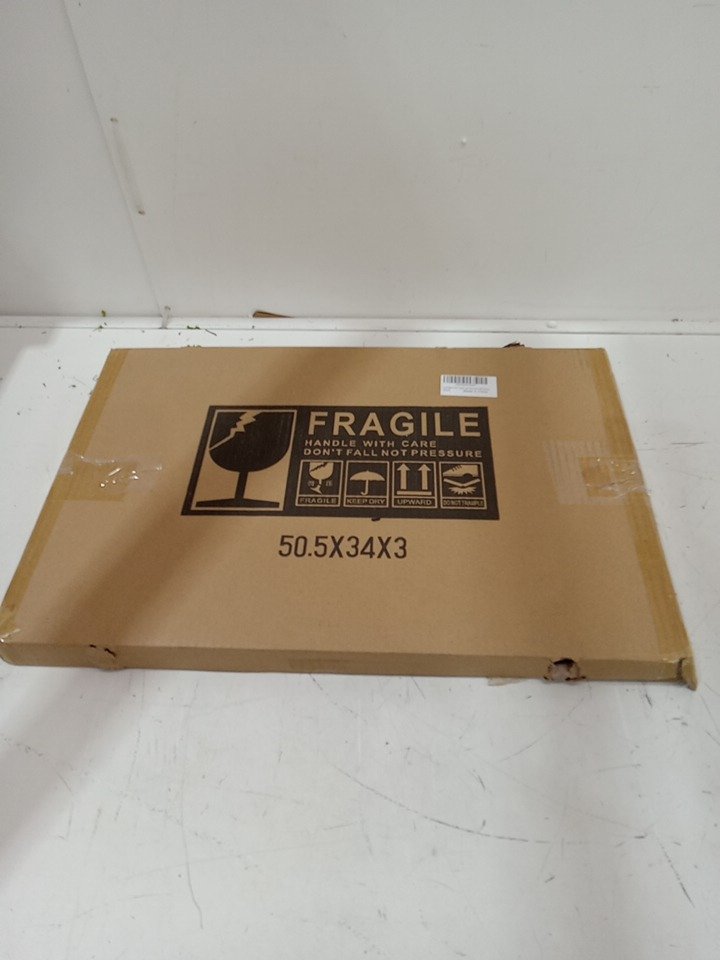 FRAGILE
HANDLE WITH CARE
DON'T FALL NOT PRESSURE
FRAGILE
KEEP DRY
UPWARD
DO NOT TRAMPLE
50.5X34X3